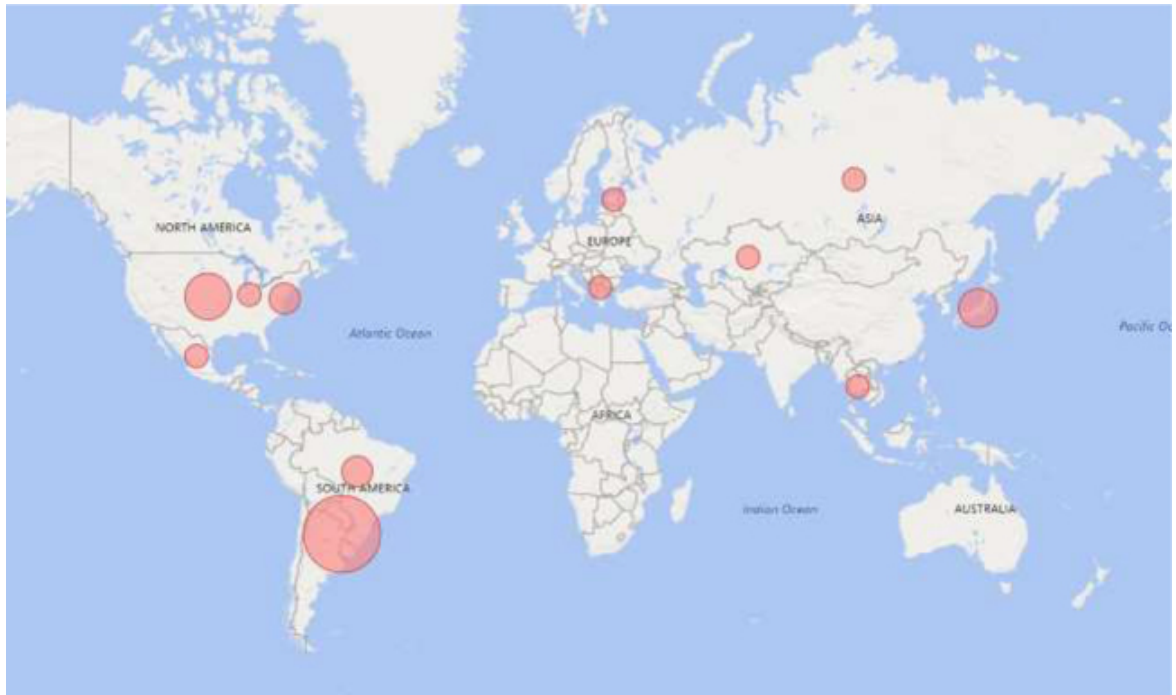 NORTH AMERICA
ASIA
EUROPE
Atlantic Ocean
Pacific Oc
AFRICA
SOUTH AMERICA
Indian Ocean
AUSTRALIA